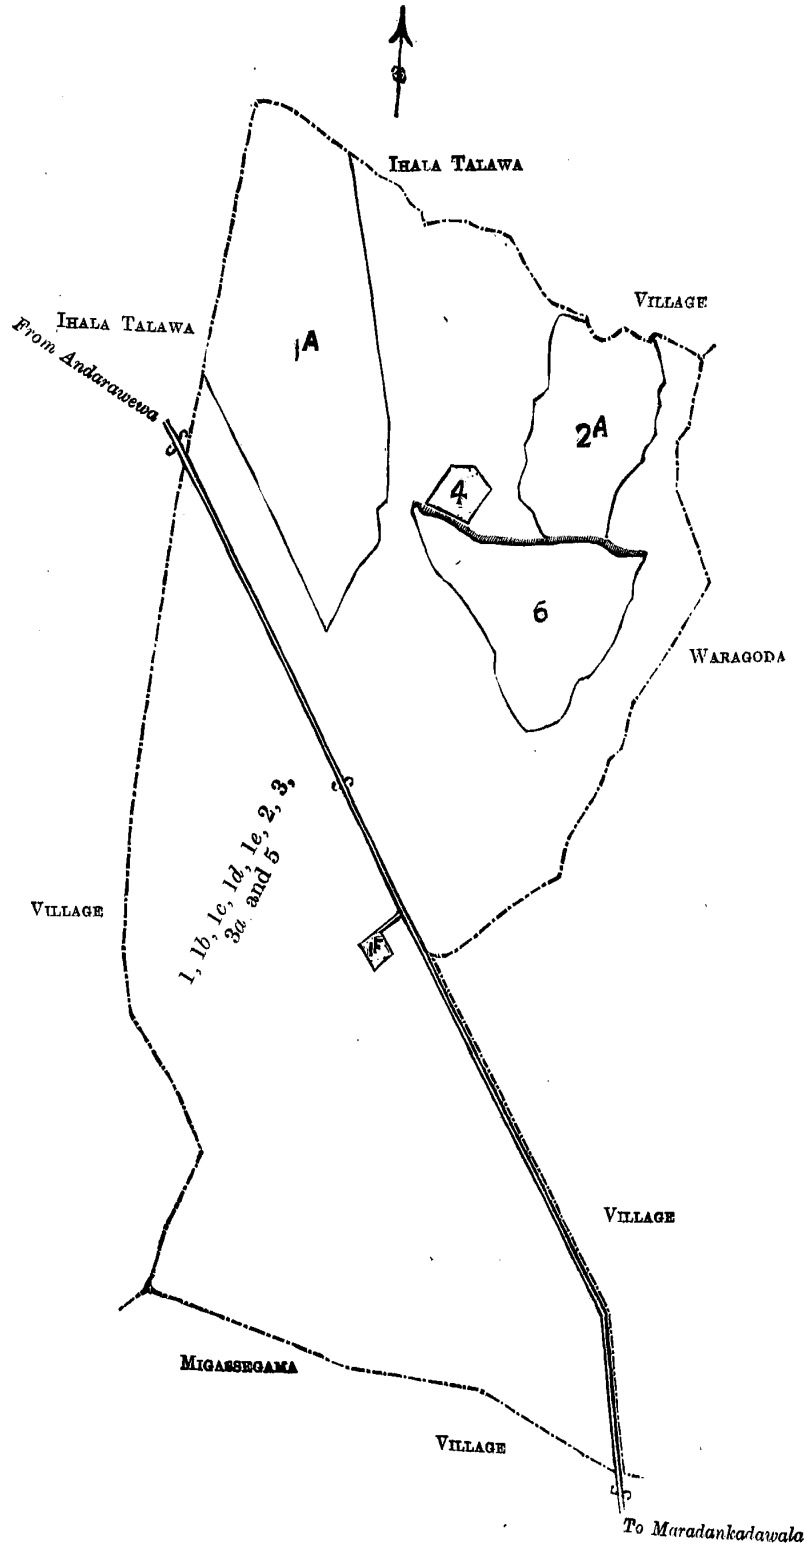 IHALA TALAWA
VILLAGE
IHALA TALAWA
From Andarawewa
1A
2A
4
6
WARAGODA
1, 1b, 1c, 1d, 1e, 2, 3,
3a and 5
VILLAGE
1F
VILLAGE
MIGASSEGAMA
VILLAGE
To Maradankadawala